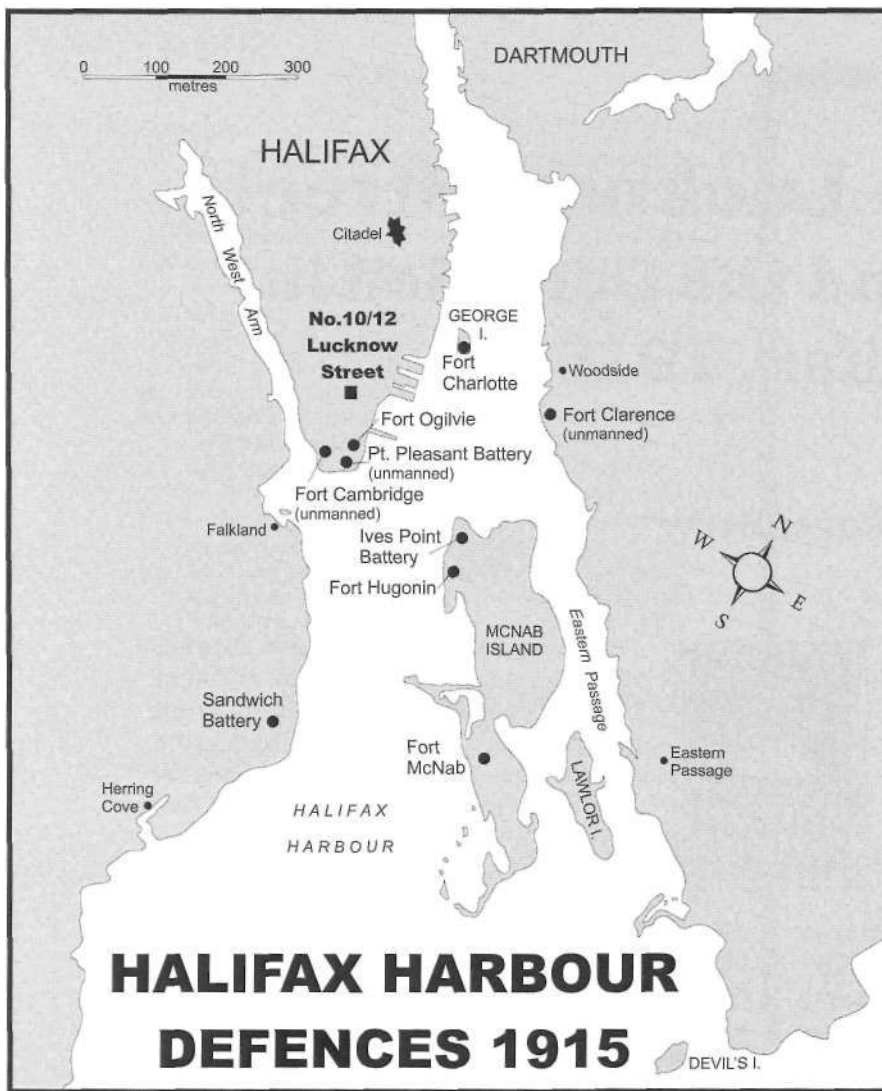 DARTMOUTH
0 100 200 300
metres
HALIFAX
North West Arm
Citadel
No.10/12
Lucknow
Street
GEORGE
I.
Fort
Charlotte
Woodside
Fort Ogilvie
Fort Clarence
(unmanned)
Pt. Pleasant Battery
(unmanned)
Fort Cambridge
(unmanned)
Falkland
Ives Point
Battery
Fort Hugonin
N
W
E
S
MCNAB
ISLAND
Eastern Passage
Sandwich
Battery
Fort
McNab
LAWLOR I.
Eastern
Passage
Herring
Cove
HALIFAX
HARBOUR
HALIFAX HARBOUR
DEFENCES 1915
DEVIL'S I.